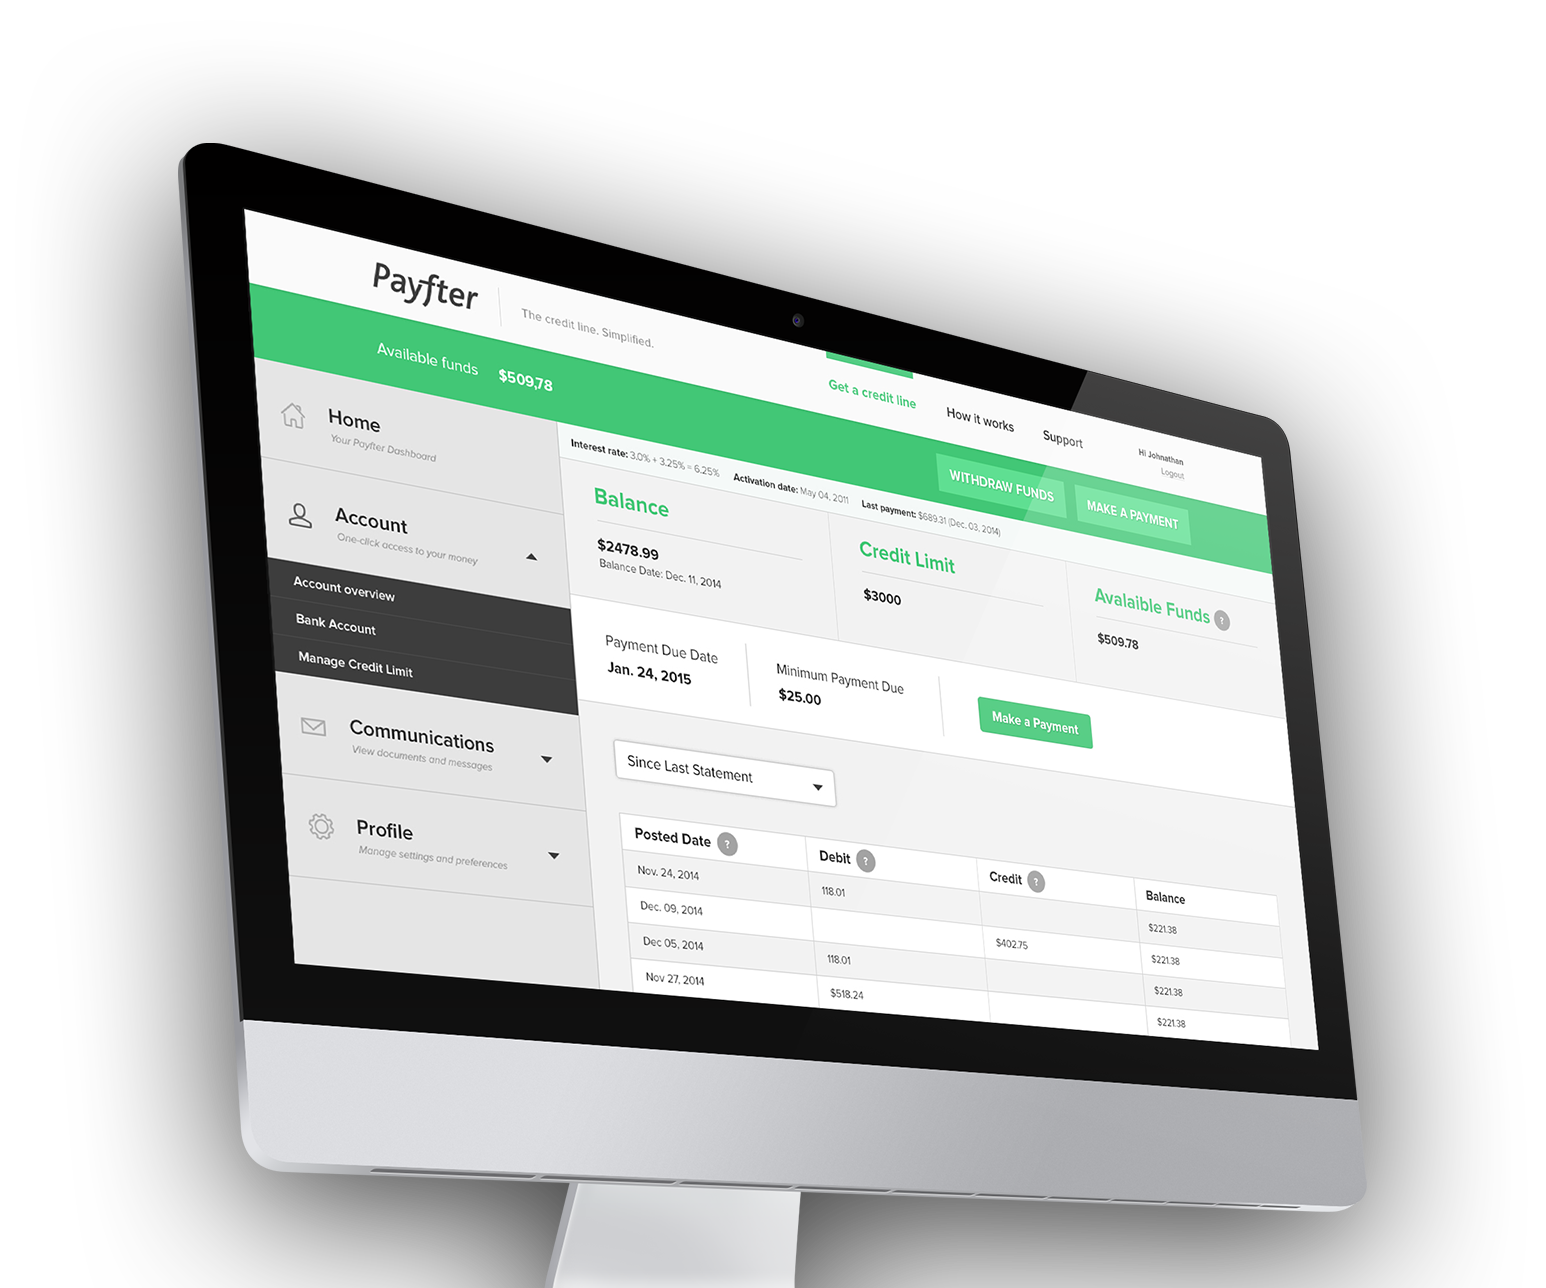 Payfter
The credit line. Simplified.
Get a credit line
How it works
Support
Hi Johnathan
Logout
Available funds $509,78
WITHDRAW FUNDS
MAKE A PAYMENT
Home
Your Payfter Dashboard
Account
One-click access to your money
Account overview
Bank Account
Manage Credit Limit
Communications
View documents and messages
Profile
Manage settings and preferences
Interest rate: 3.0% + 3.25% = 6.25% Activation date: May 04, 2011 Last payment: $689.31 (Dec. 03, 2014)
Balance
$2478.99
Balance Date: Dec. 11, 2014
Credit Limit
$3000
Avalaible Funds ?
$509.78
Payment Due Date
Jan. 24, 2015
Minimum Payment Due
$25.00
Make a Payment
Since Last Statement
Posted Date ? Debit ? Credit ? Balance
Nov. 24, 2014 118.01 $221.38
Dec. 09, 2014 $402.75 $221.38
Dec 05, 2014 118.01 $221.38
Nov 27, 2014 $518.24 $221.38